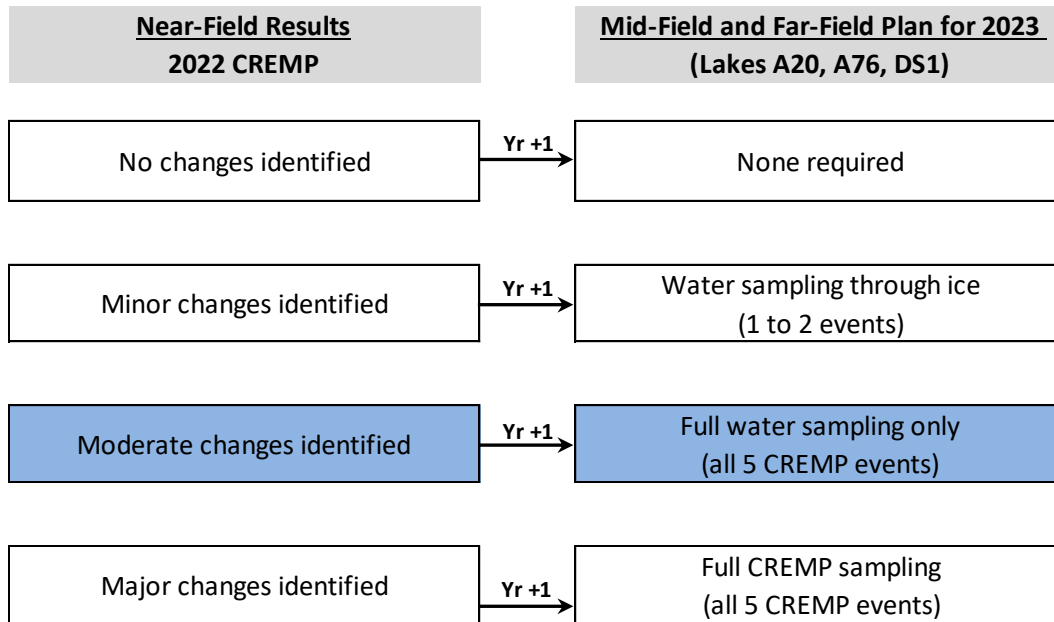 Near-Field Results
2022 CREMP
Mid-Field and Far-Field Plan for 2023
(Lakes A20, A76, DS1)
No changes identified
Yr +1
None required
Minor changes identified
Yr +1
Water sampling through ice
(1 to 2 events)
Moderate changes identified
Yr +1
Full water sampling only
(all 5 CREMP events)
Major changes identified
Yr +1
Full CREMP sampling
(all 5 CREMP events)